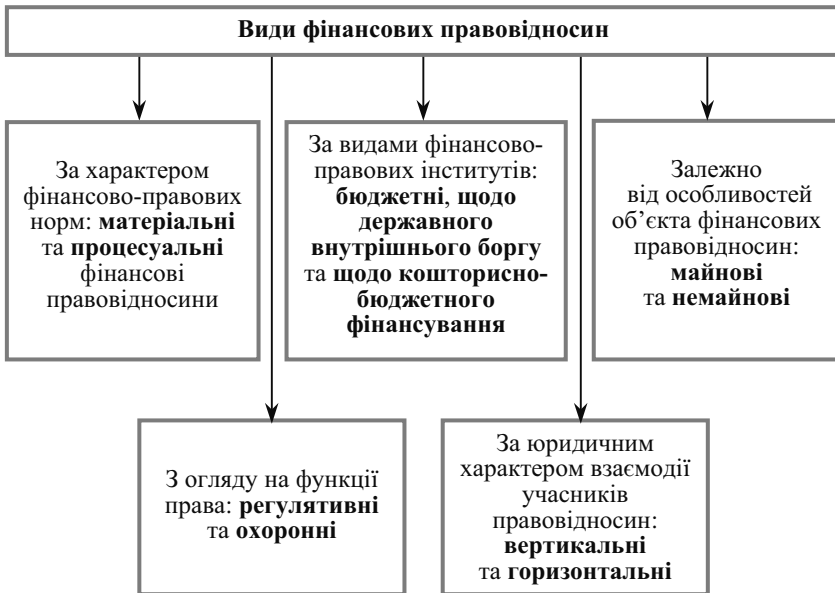 Види фінансових правовідносин
За характером
фінансово-правових
норм: матеріальні
та процесуальні
фінансові
правовідносини
За видами фінансово-
правових інститутів:
бюджетні, щодо
державного
внутрішнього боргу
та щодо кошторисно-
бюджетного
фінансування
Залежно
від особливостей
об’єкта фінансових
правовідносин:
майнові
та немайнові
З огляду на функції
права: регулятивні
та охоронні
За юридичним
характером взаємодії
учасників
правовідносин:
вертикальні
та горизонтальні